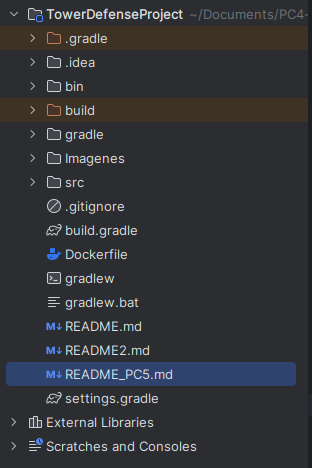 TowerDefenseProject ~/Documents/PC4-
.gradle
.idea
bin
build
gradle
Imagenes
src
.gitignore
build.gradle
Dockerfile
gradlew
gradlew.bat
M↓ README.md
M↓ README2.md
M↓ README_PC5.md
settings.gradle
External Libraries
Scratches and Consoles